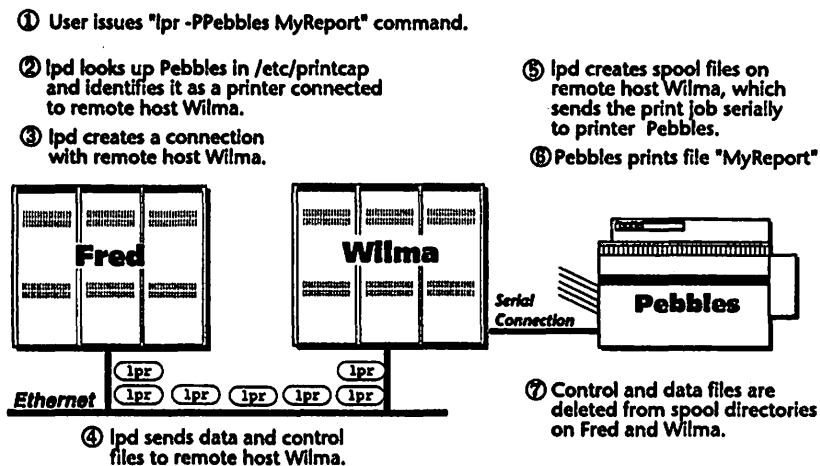 ① User issues "lpr -PPebbles MyReport" command.
② lpd looks up Pebbles in /etc/printcap
and identifies it as a printer connected
to remote host Wilma.
③ lpd creates a connection
with remote host Wilma.
⑤ lpd creates spool files on
remote host Wilma, which
sends the print job serially
to printer Pebbles.
⑥ Pebbles prints file "MyReport"
Fred
Wilma
Pebbles
Serial
Connection
lpr
lpr
Ethernet
lpr lpr lpr lpr lpr
④ lpd sends data and control
files to remote host Wilma.
⑦ Control and data files are
deleted from spool directories
on Fred and Wilma.